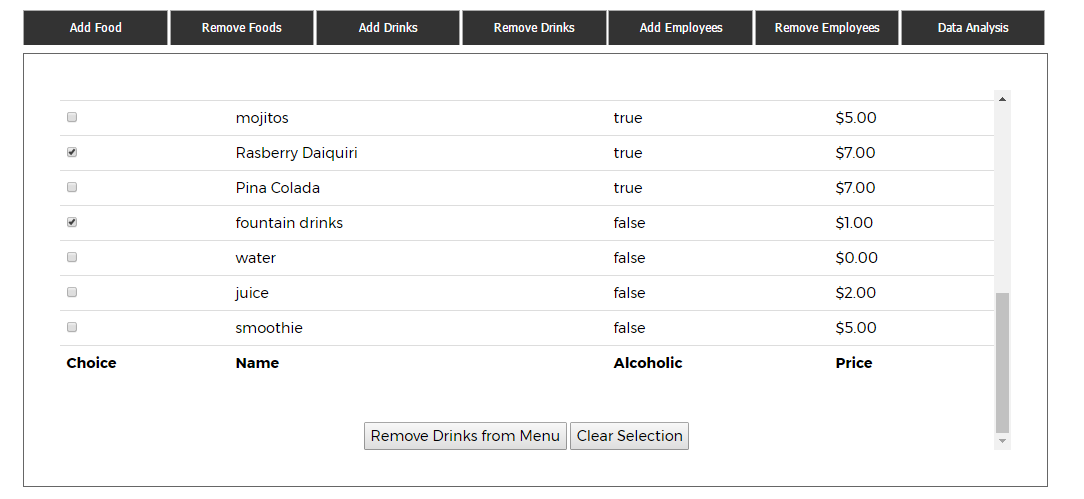 Add Food Remove Foods Add Drinks Remove Drinks Add Employees Remove Employees Data Analysis
mojitos true $5.00
Rasberry Daiquiri true $7.00
Pina Colada true $7.00
fountain drinks false $1.00
water false $0.00
juice false $2.00
smoothie false $5.00
Choice Name Alcoholic Price
Remove Drinks from Menu Clear Selection